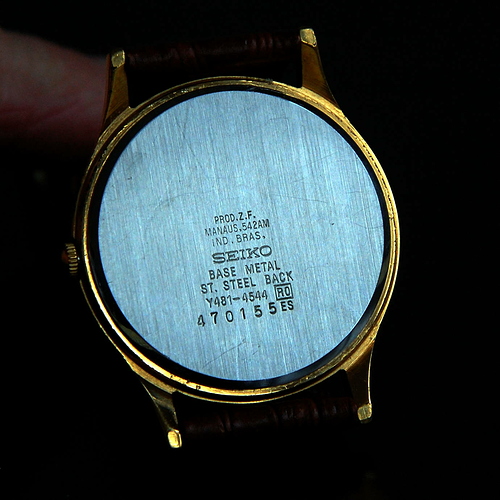 PROD.Z.F.
MANAUS.542AM
IND.BRAS.
SEIKO
BASE METAL
ST. STEEL BACK
Y481-4544 RO
470155 ES